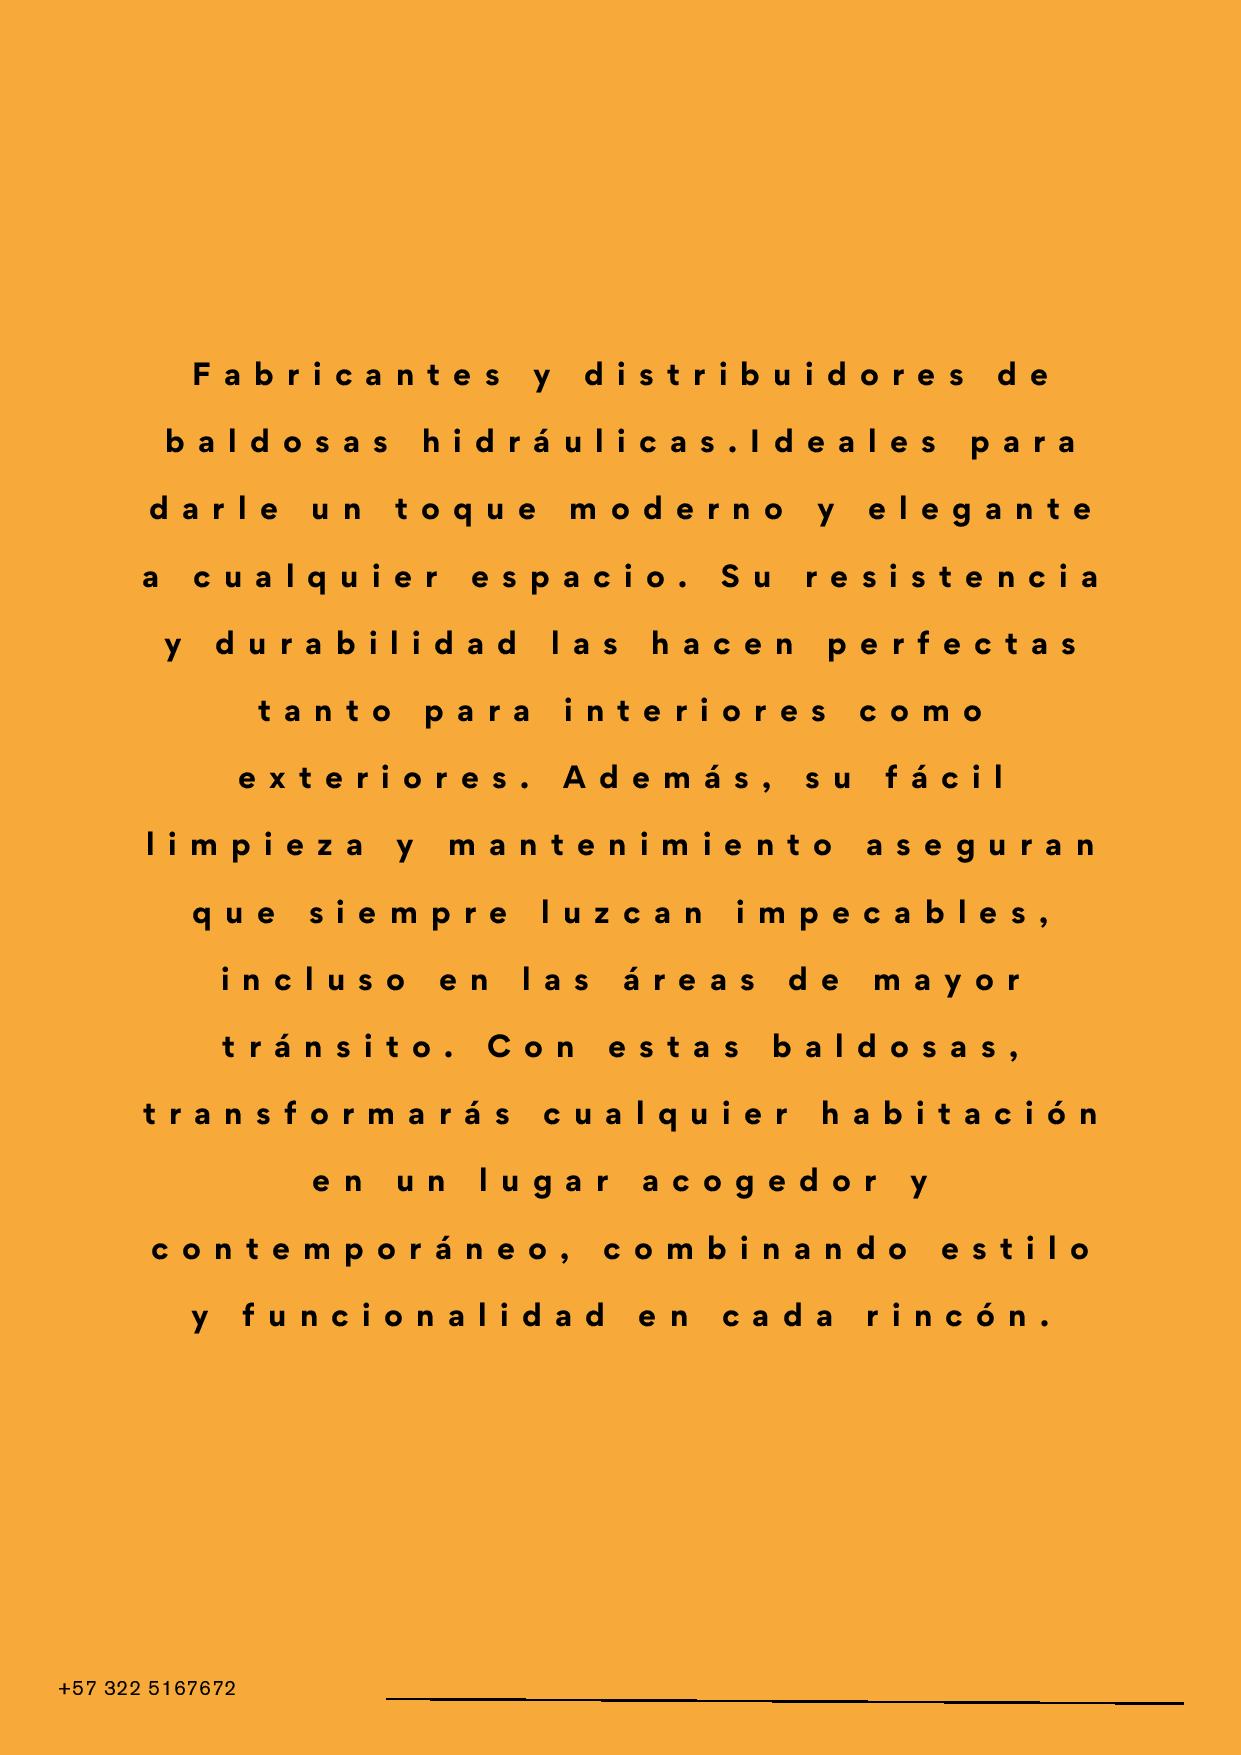 Fabricantes y distribuidores de
baldosas hidráulicas.Ideales para
darle un toque moderno y elegante
a cualquier espacio. Su resistencia
y durabilidad las hacen perfectas
tanto para interiores como
exteriores. Además, su fácil
limpieza y mantenimiento aseguran
que siempre luzcan impecables,
incluso en las áreas de mayor
tránsito. Con estas baldosas,
transformarás cualquier habitación
en un lugar acogedor y
contemporáneo, combinando estilo
y funcionalidad en cada rincón.
+57 322 5167672